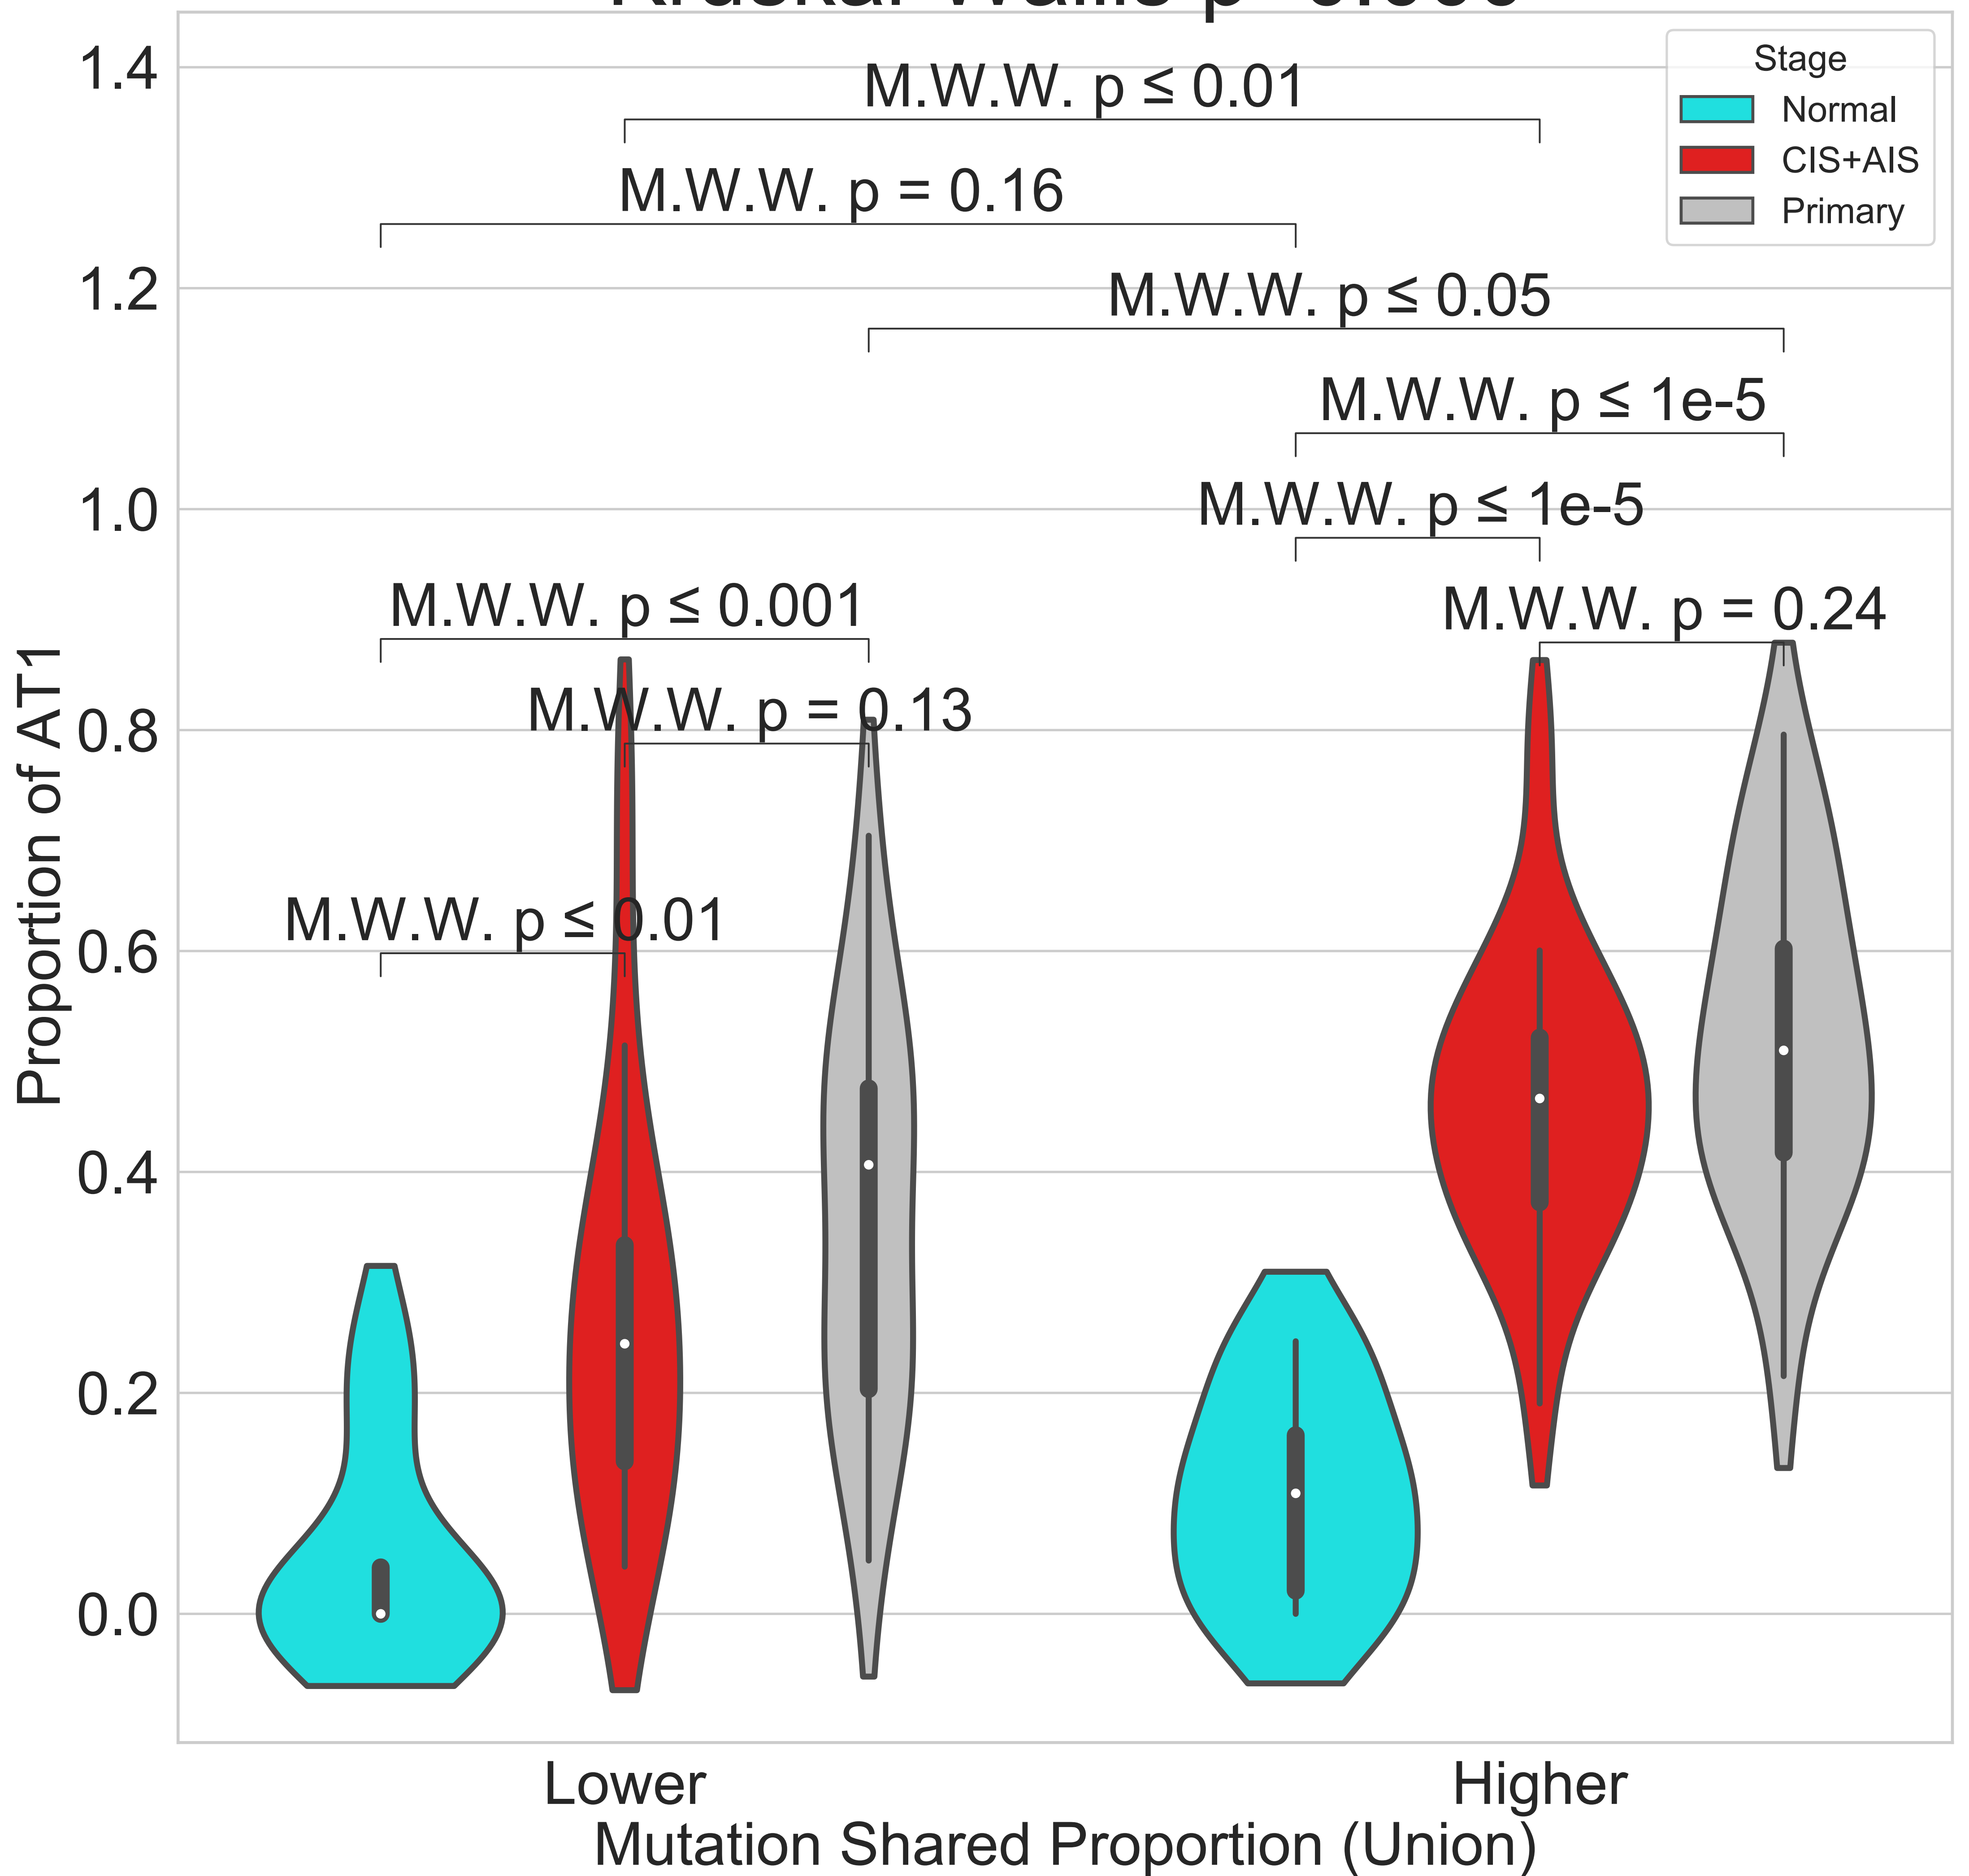 Stage
Normal
CIS+AIS
Primary
M.W.W. p ≤ 0.01
M.W.W. p = 0.16
M.W.W. p ≤ 0.05
M.W.W. p ≤ 1e-5
M.W.W. p ≤ 1e-5
M.W.W. p ≤ 0.001
M.W.W. p = 0.24
M.W.W. p = 0.13
M.W.W. p ≤ 0.01
1.4
1.2
1.0
0.8
0.6
0.4
0.2
0.0
Proportion of AT1
Lower
Higher
Mutation Shared Proportion (Union)